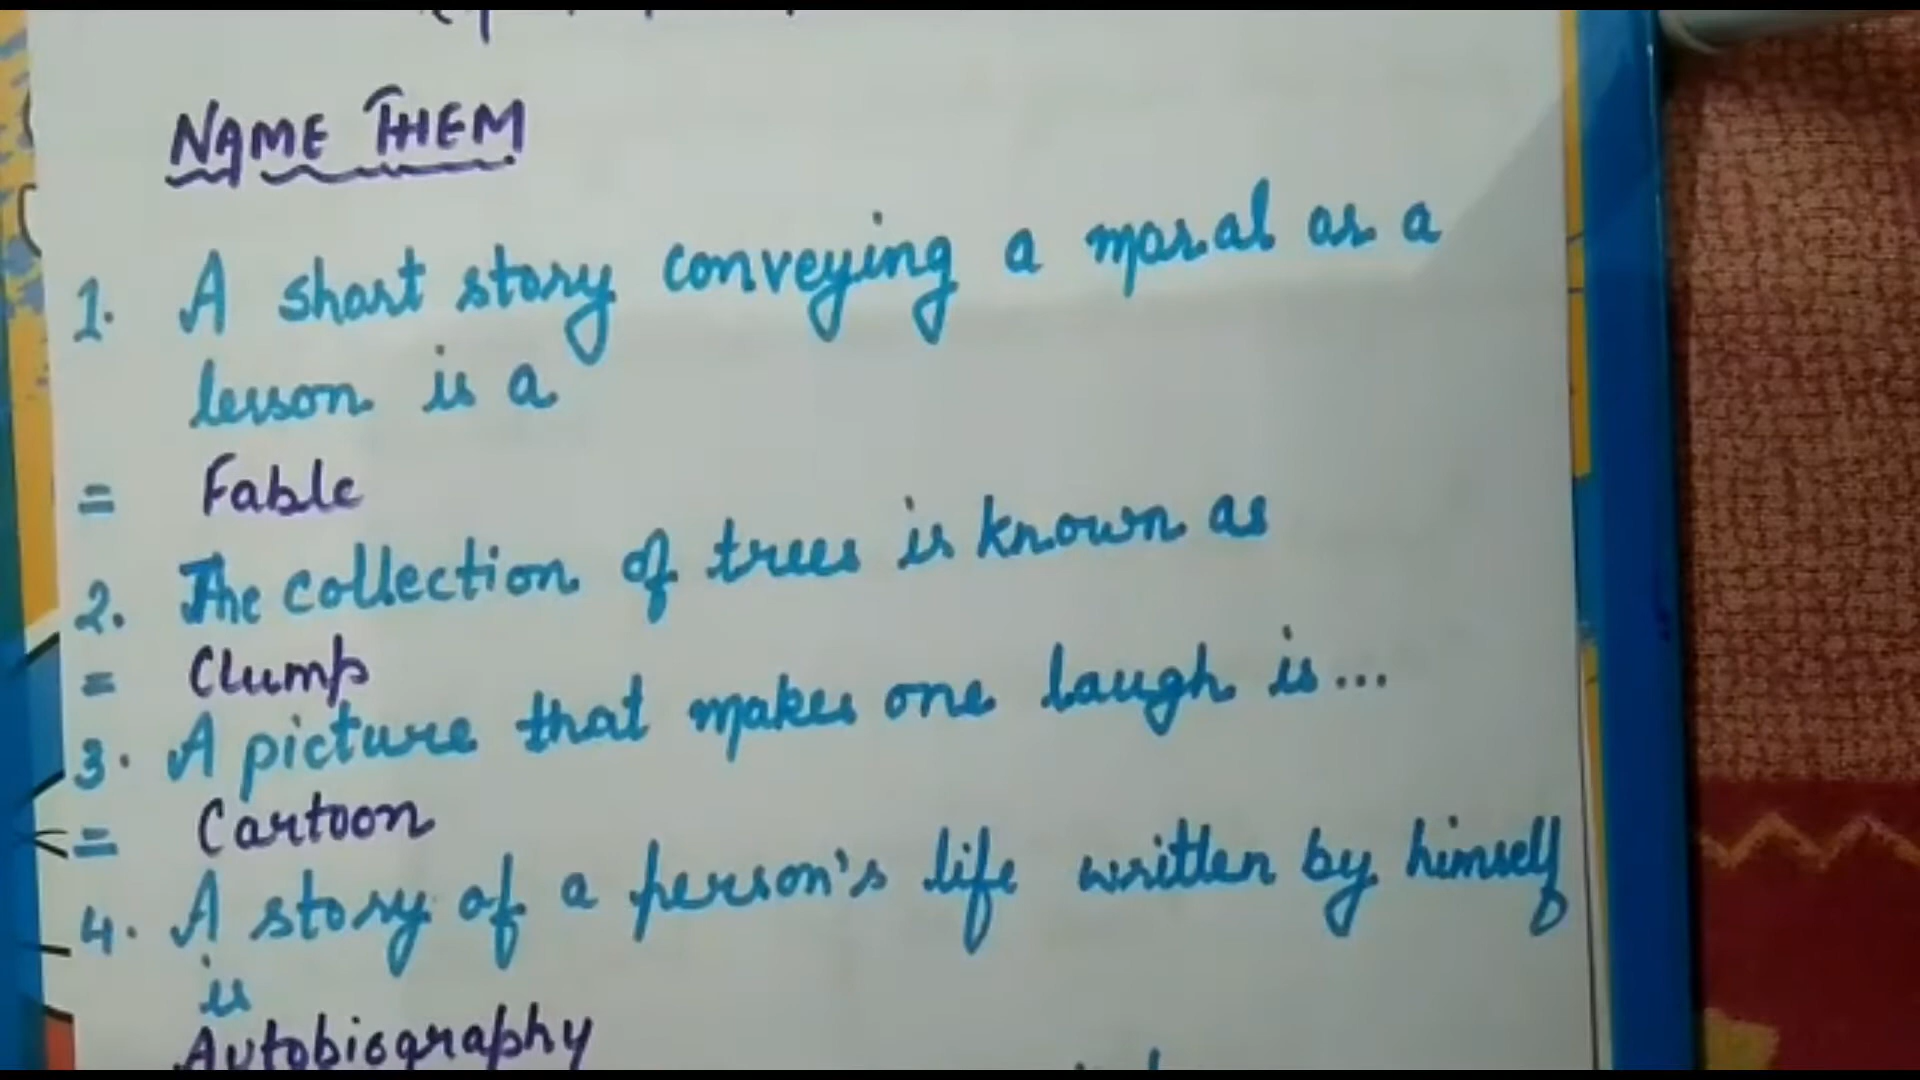 NAME THEM
1. A short story conveying a moral or a
lesson is a
= Fable
2. The collection of trees is known as
= Clump
3. A picture that makes one laugh is...
= Cartoon
4. A story of a person's life written by himself
is
Autobiography